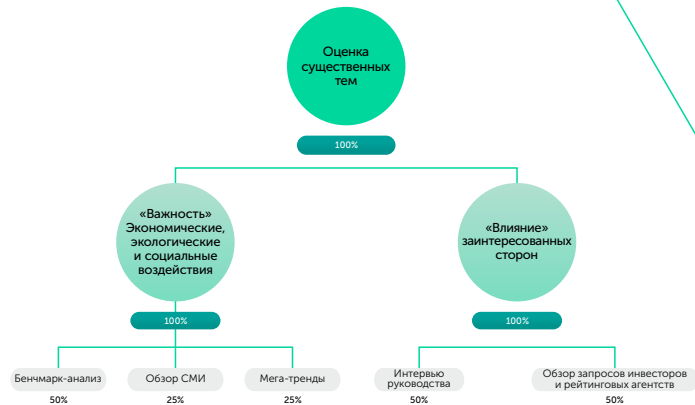 Оценка
существенных
тем
100%
«Важность»
Экономические,
экологические
и социальные
воздействия
«Влияние»
заинтересованных
сторон
100%
100%
Бенчмарк-анализ
Обзор СМИ
Мега-тренды
Интервью
руководства
Обзор запросов инвесторов
и рейтинговых агентств
50%
25%
25%
50%
50%